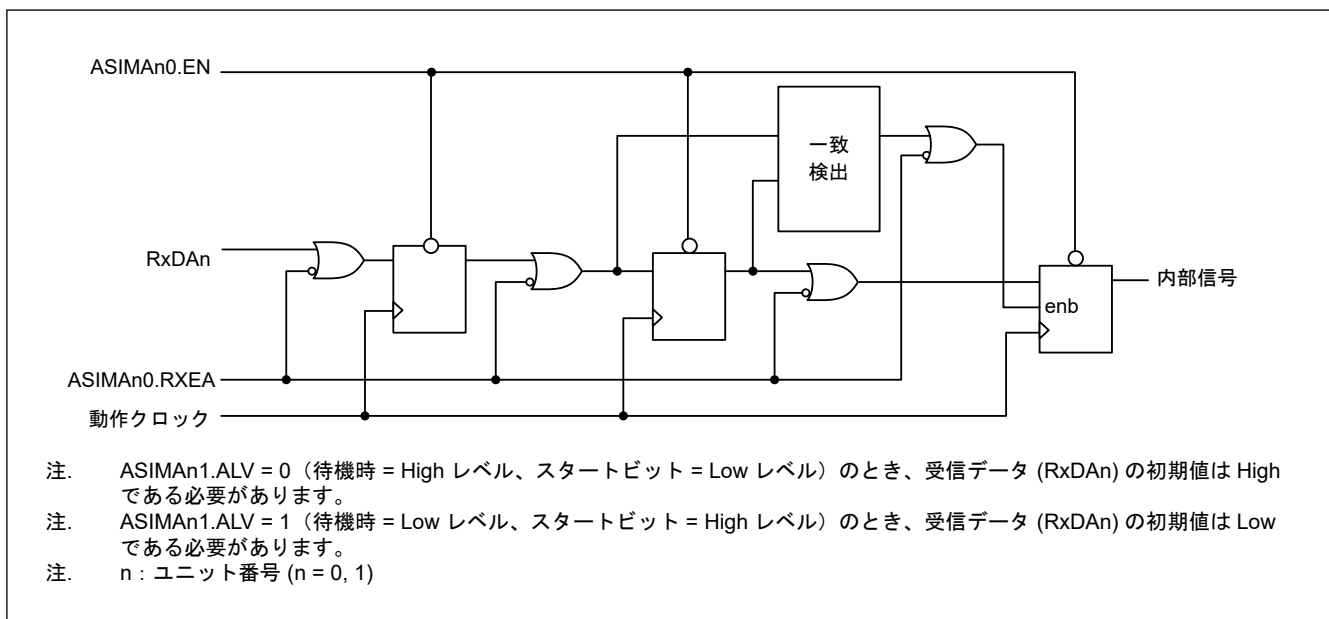 ASIMAn0.EN
一致
検出
RxDAn
内部信号
enb
ASIMAn0.RXEA
動作クロック
注. ASIMAn1.ALV = 0（待機時 = High レベル、スタートビット = Low レベル）のとき、受信データ (RxDAn) の初期値は High
である必要があります。
注. ASIMAn1.ALV = 1（待機時 = Low レベル、スタートビット = High レベル）のとき、受信データ (RxDAn) の初期値は Low
である必要があります。
注. n：ユニット番号 (n = 0, 1)